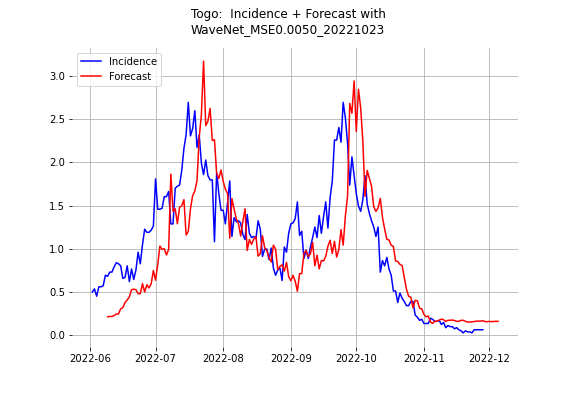 Togo:  Incidence + Forecast with
WaveNet_MSE0.0050_20221023
Incidence
Forecast
3.0
2.5
2.0
1.5
1.0
0.5
0.0
2022-06 2022-07 2022-08 2022-09 2022-10 2022-11 2022-12